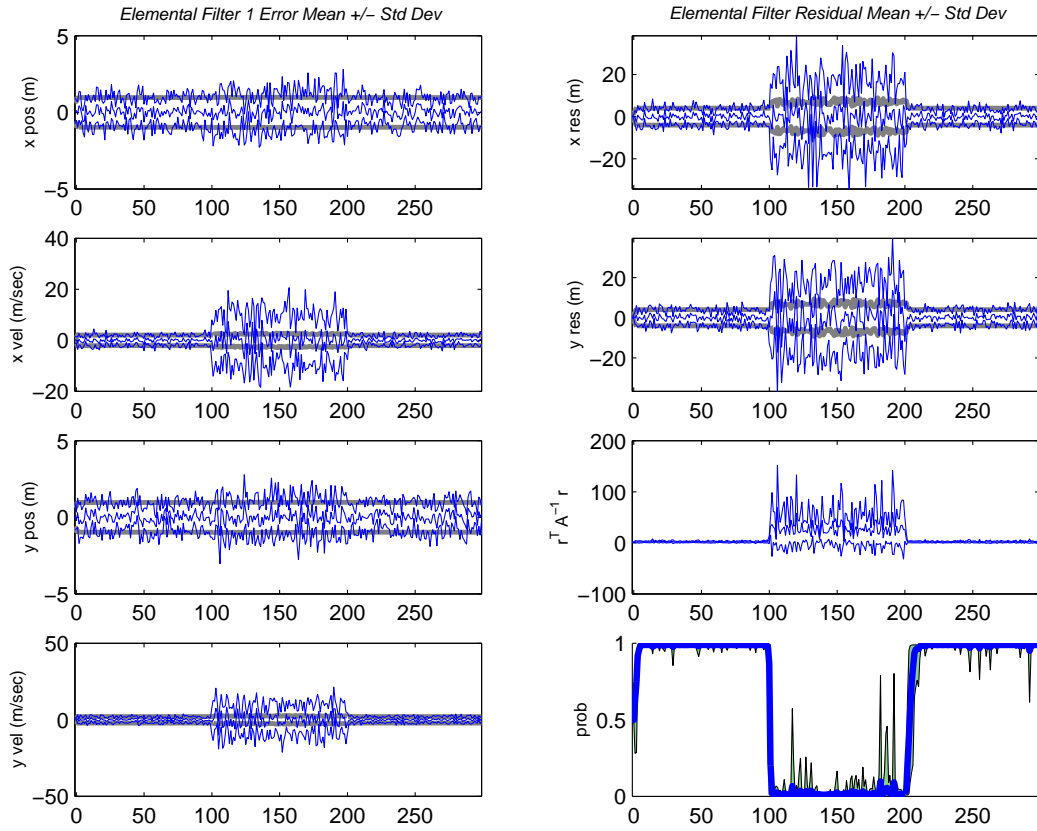 Elemental Filter 1 Error Mean +/− Std Dev
5
0
−5
x pos (m)
0 50 100 150 200 250
40
20
0
−20
x vel (m/sec)
0 50 100 150 200 250
5
0
−5
y pos (m)
0 50 100 150 200 250
50
0
−50
y vel (m/sec)
0 50 100 150 200 250
Elemental Filter Residual Mean +/− Std Dev
20
0
−20
x res (m)
0 50 100 150 200 250
20
0
−20
y res (m)
0 50 100 150 200 250
200
100
0
−100
r^T A^−1 r
0 50 100 150 200 250
1
0.5
0
prob
0 50 100 150 200 250